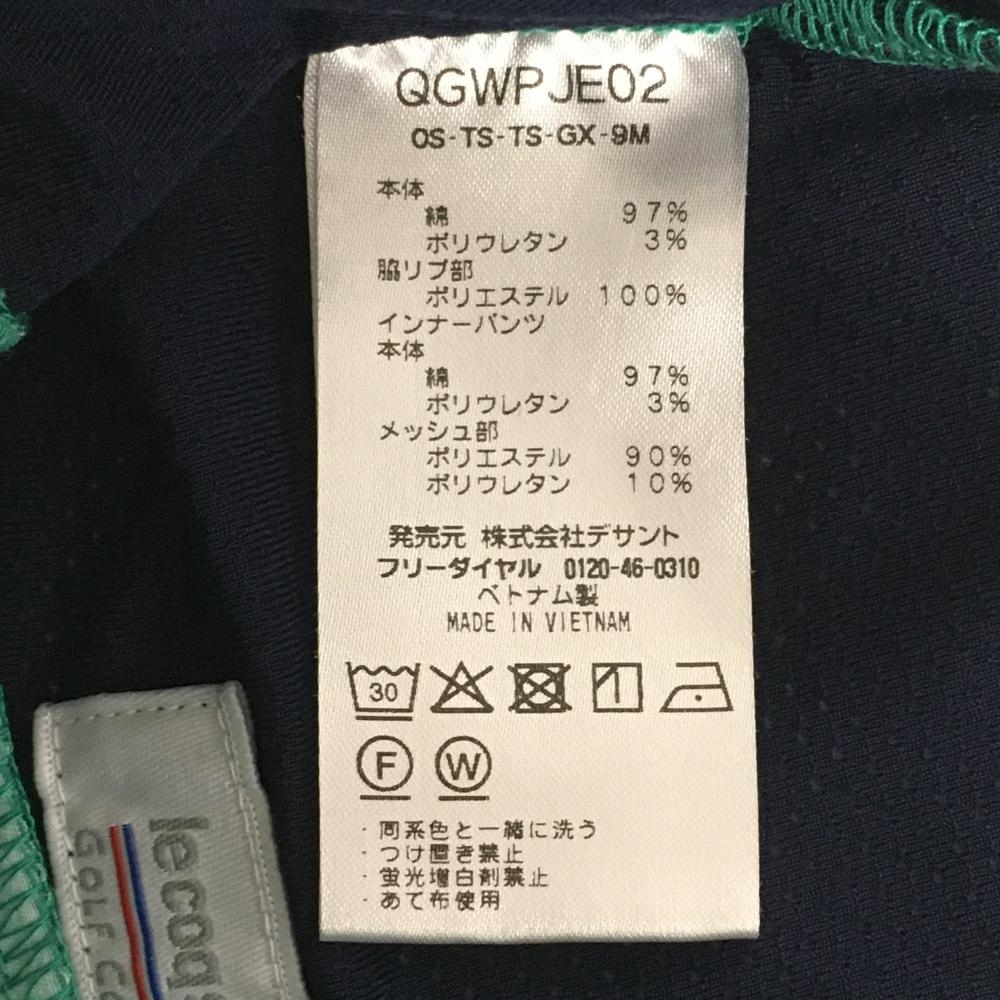 QGWPJE02
OS-TS-TS-GX-9M
本体
綿 97%
ポリウレタン 3%
脇リブ部
ポリエステル 100%
インナーパンツ
本体
綿 97%
ポリウレタン 3%
メッシュ部
ポリエステル 90%
ポリウレタン 10%
発売元 株式会社デサント
フリーダイヤル 0120-46-0310
ベトナム製
MADE IN VIETNAM
30
F W
・同系色と一緒に洗う
・つけ置き禁止
・蛍光増白剤禁止
・あて布使用
le coq s
GOLF CO